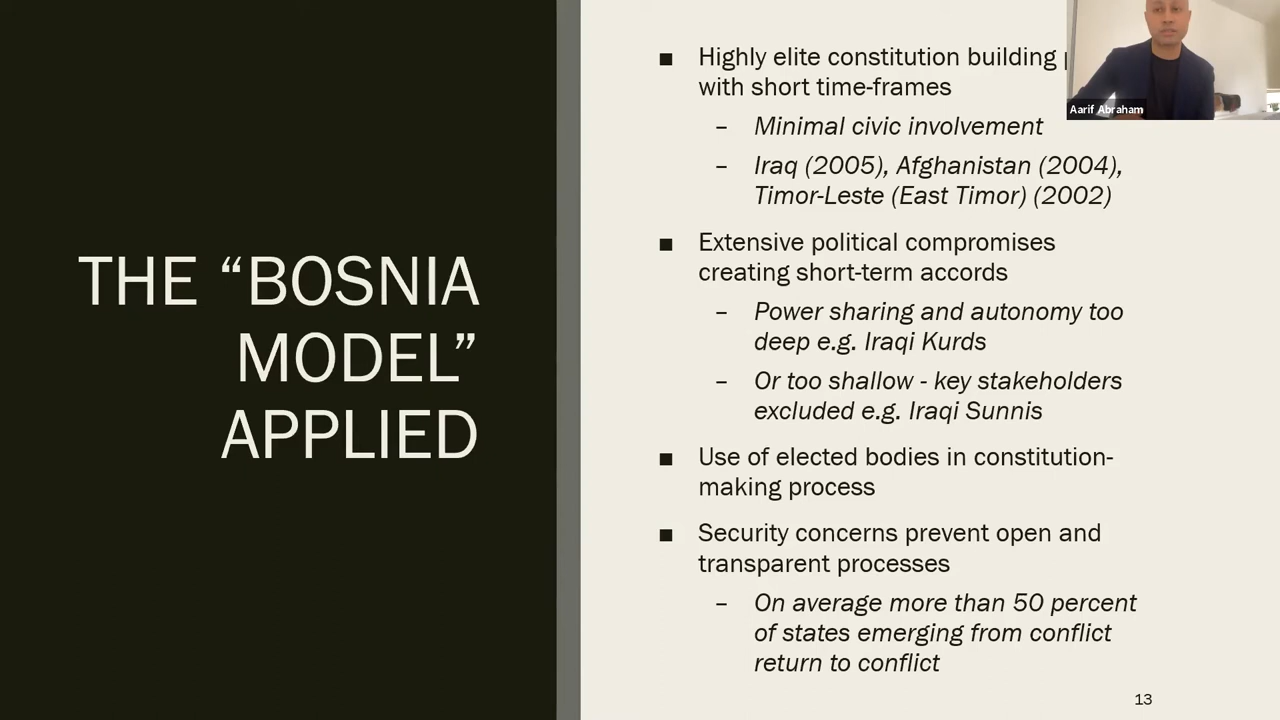 THE “BOSNIA
MODEL”
APPLIED
■ Highly elite constitution building
with short time-frames
– Minimal civic involvement
– Iraq (2005), Afghanistan (2004),
Timor-Leste (East Timor) (2002)
■ Extensive political compromises
creating short-term accords
– Power sharing and autonomy too
deep e.g. Iraqi Kurds
– Or too shallow - key stakeholders
excluded e.g. Iraqi Sunnis
■ Use of elected bodies in constitution-
making process
■ Security concerns prevent open and
transparent processes
– On average more than 50 percent
of states emerging from conflict
return to conflict
13
Aarif Abraham